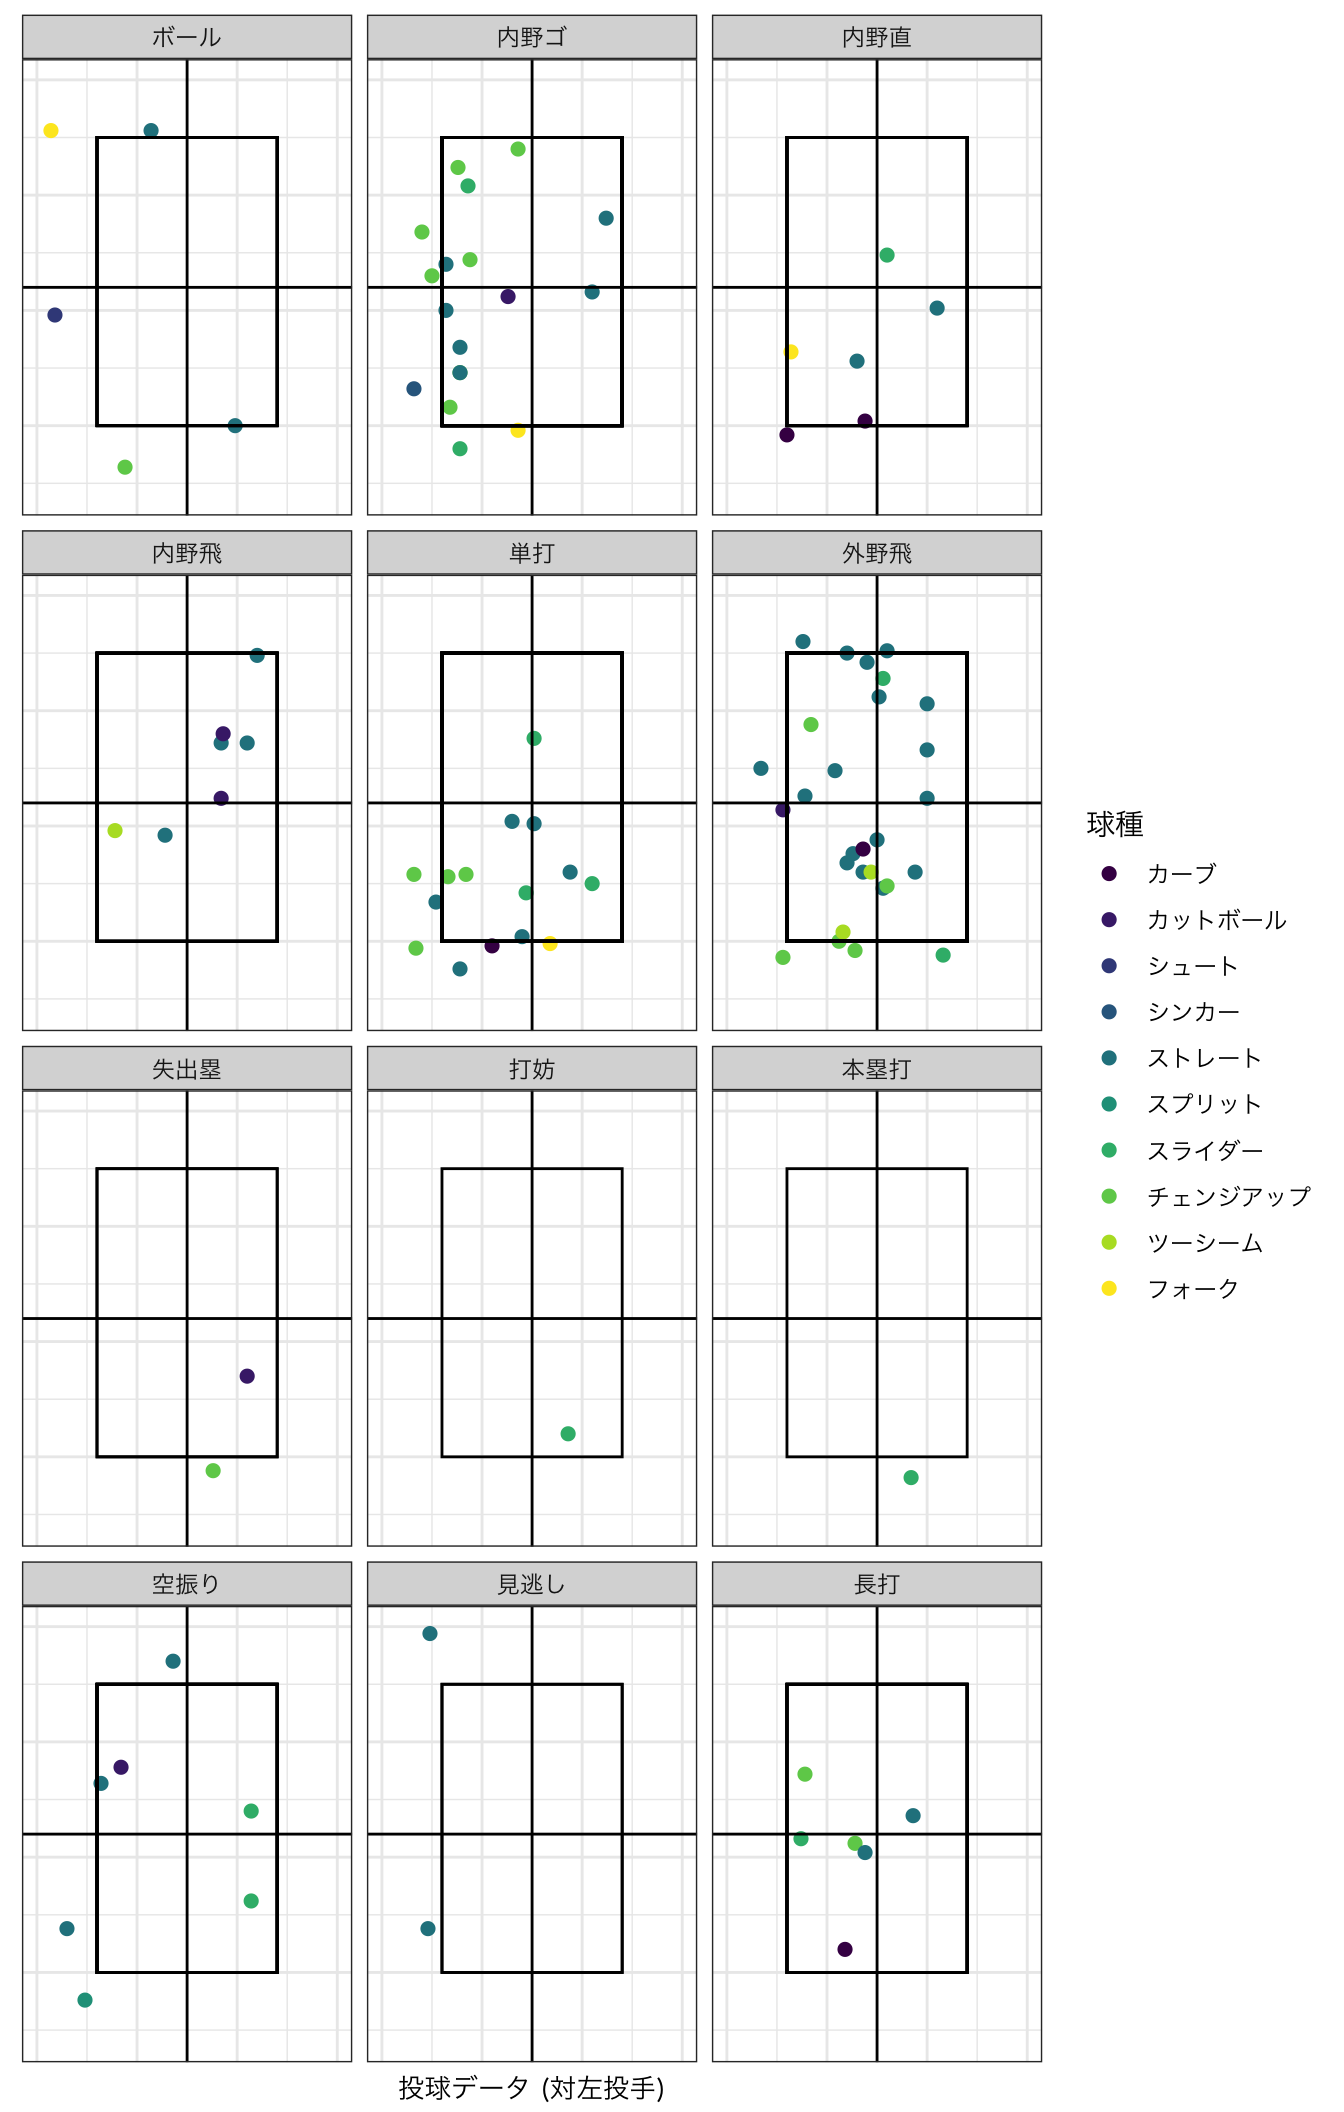 ボール
内野ゴ
内野直
内野飛
単打
外野飛
失出塁
打妨
本塁打
空振り
見逃し
長打
投球データ (対左投手)
球種
カーブ
カットボール
シュート
シンカー
ストレート
スプリット
スライダー
チェンジアップ
ツーシーム
フォーク